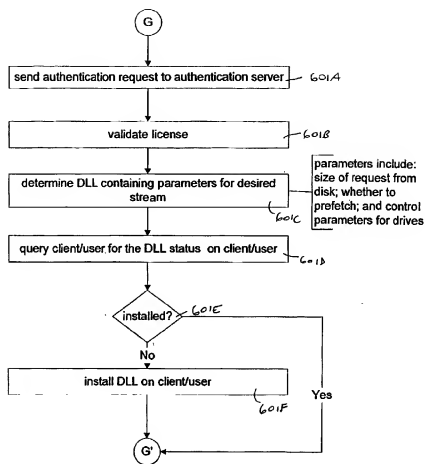 G
send authentication request to authentication server
601A
validate license
601B
determine DLL containing parameters for desired
stream
601C
parameters include:
size of request from
disk; whether to
prefetch; and control
parameters for drives
query client/user for the DLL status on client/user
601D
installed?
601E
No
Yes
install DLL on client/user
601F
G'